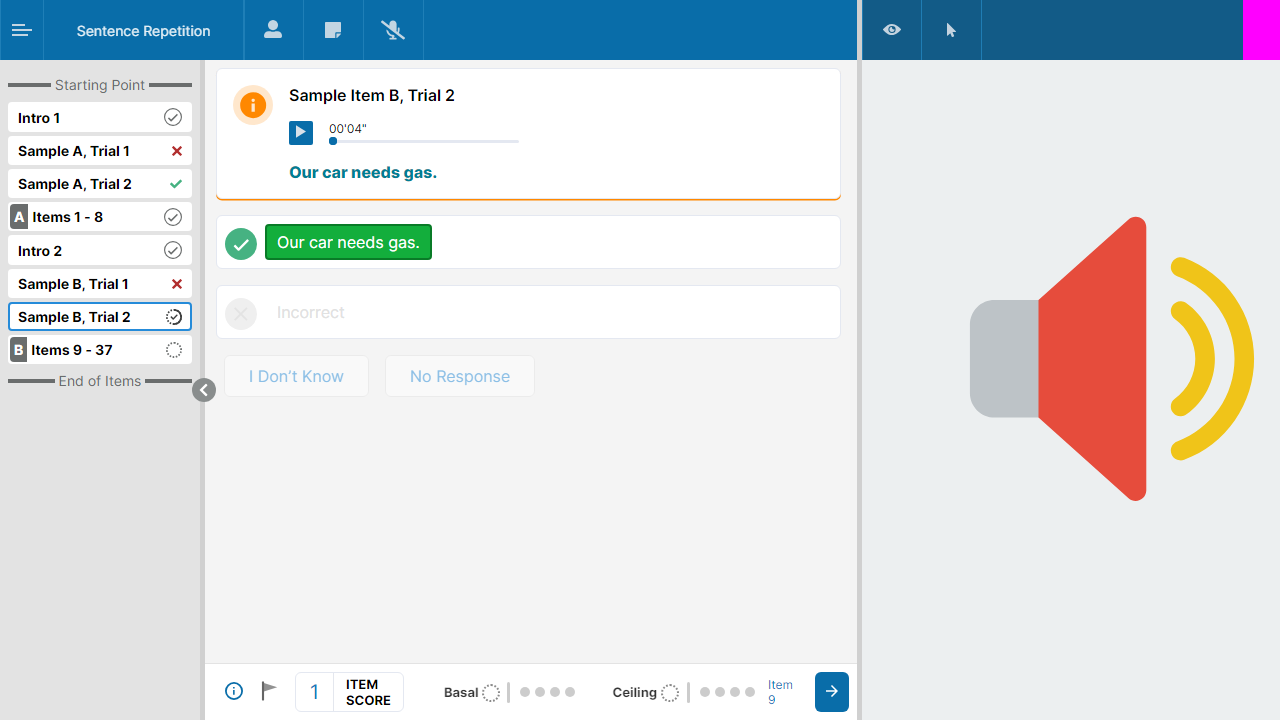 Sentence Repetition
Starting Point
Intro 1
Sample A, Trial 1
Sample A, Trial 2
A Items 1 - 8
Intro 2
Sample B, Trial 1
Sample B, Trial 2
B Items 9 - 37
End of Items
Sample Item B, Trial 2
00'04"
Our car needs gas.
Our car needs gas.
Incorrect
I Don't Know
No Response
1
ITEM
SCORE
Basal
Ceiling
Item
9